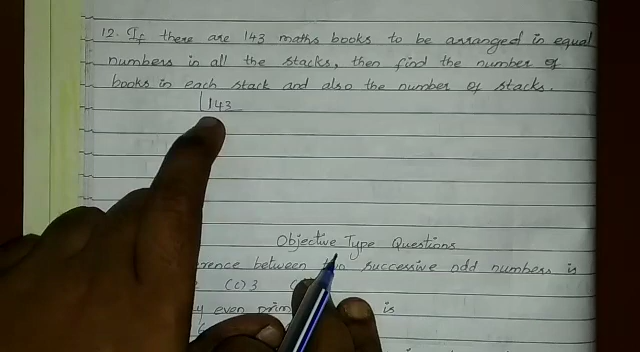 12. If there are 143 maths books to be arranged in equal
numbers in all the stacks, then find the number of
books in each stack and also the number of stacks.
143
Objective Type Questions
rence between successive odd numbers is
(c) 3
even prim is